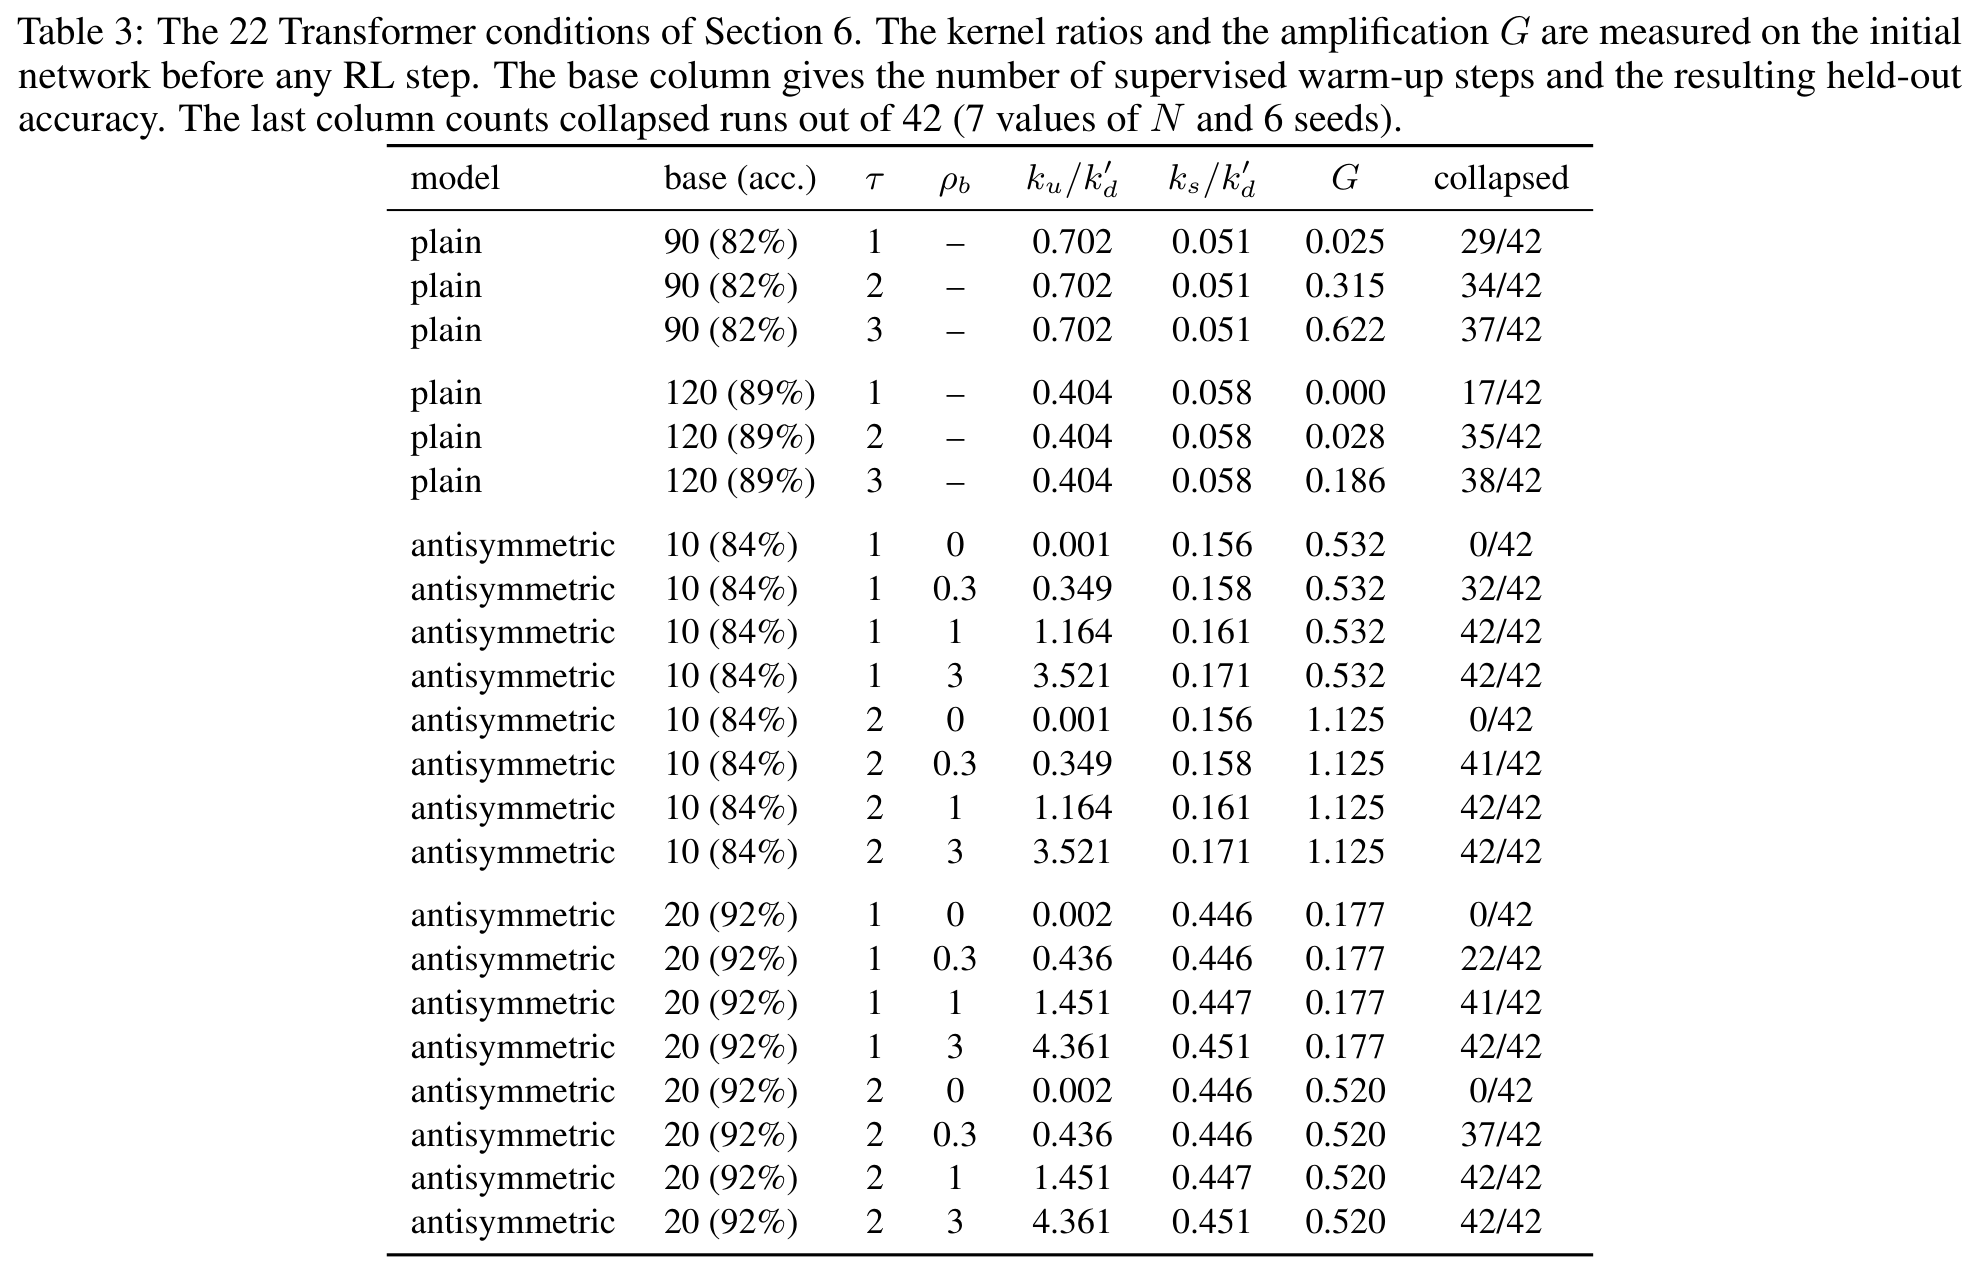 Table 3: The 22 Transformer conditions of Section 6. The kernel ratios and the amplification G are measured on the initial
network before any RL step. The base column gives the number of supervised warm-up steps and the resulting held-out
accuracy. The last column counts collapsed runs out of 42 (7 values of N and 6 seeds).
model base (acc.) τ ρ_b k_u/k′_d k_s/k′_d G collapsed
plain 90 (82%) 1 – 0.702 0.051 0.025 29/42
plain 90 (82%) 2 – 0.702 0.051 0.315 34/42
plain 90 (82%) 3 – 0.702 0.051 0.622 37/42
plain 120 (89%) 1 – 0.404 0.058 0.000 17/42
plain 120 (89%) 2 – 0.404 0.058 0.028 35/42
plain 120 (89%) 3 – 0.404 0.058 0.186 38/42
antisymmetric 10 (84%) 1 0 0.001 0.156 0.532 0/42
antisymmetric 10 (84%) 1 0.3 0.349 0.158 0.532 32/42
antisymmetric 10 (84%) 1 1 1.164 0.161 0.532 42/42
antisymmetric 10 (84%) 1 3 3.521 0.171 0.532 42/42
antisymmetric 10 (84%) 2 0 0.001 0.156 1.125 0/42
antisymmetric 10 (84%) 2 0.3 0.349 0.158 1.125 41/42
antisymmetric 10 (84%) 2 1 1.164 0.161 1.125 42/42
antisymmetric 10 (84%) 2 3 3.521 0.171 1.125 42/42
antisymmetric 20 (92%) 1 0 0.002 0.446 0.177 0/42
antisymmetric 20 (92%) 1 0.3 0.436 0.446 0.177 22/42
antisymmetric 20 (92%) 1 1 1.451 0.447 0.177 41/42
antisymmetric 20 (92%) 1 3 4.361 0.451 0.177 42/42
antisymmetric 20 (92%) 2 0 0.002 0.446 0.520 0/42
antisymmetric 20 (92%) 2 0.3 0.436 0.446 0.520 37/42
antisymmetric 20 (92%) 2 1 1.451 0.447 0.520 42/42
antisymmetric 20 (92%) 2 3 4.361 0.451 0.520 42/42